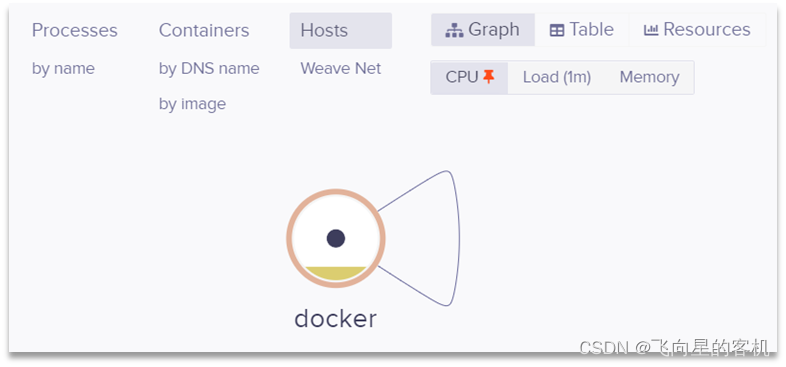 Processes
by name
Containers
by DNS name
by image
Hosts
Weave Net
Graph
Table
Resources
CPU
Load (1m)
Memory
docker
CSDN @飞向星的客机